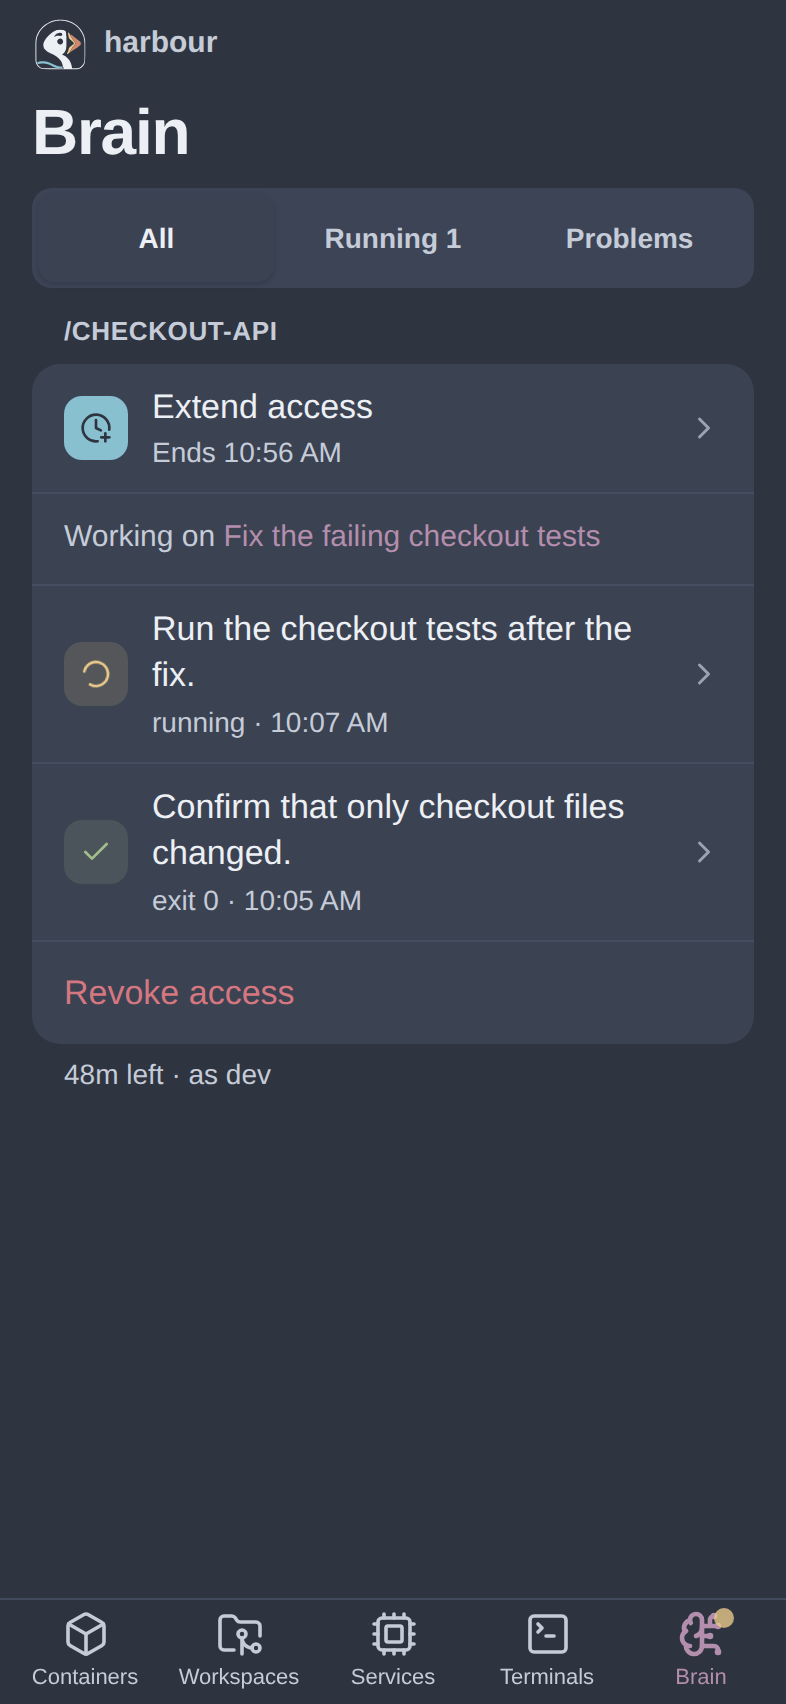 harbour
Brain
All
Running 1
Problems
/CHECKOUT-API
Extend access
Ends 10:56 AM
Working on Fix the failing checkout tests
Run the checkout tests after the
fix.
running · 10:07 AM
Confirm that only checkout files
changed.
exit 0 · 10:05 AM
Revoke access
48m left · as dev
Containers
Workspaces
Services
Terminals
Brain